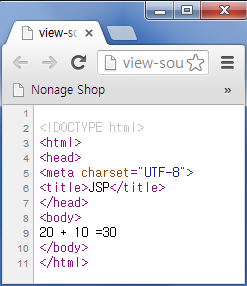 view-so
view-sou
Nonage Shop
»
1
2 <!DOCTYPE html>
3 <html>
4 <head>
5 <meta charset="UTF-8">
6 <title>JSP</title>
7 </head>
8 <body>
9 20 + 10 =30
10 </body>
11 </html>